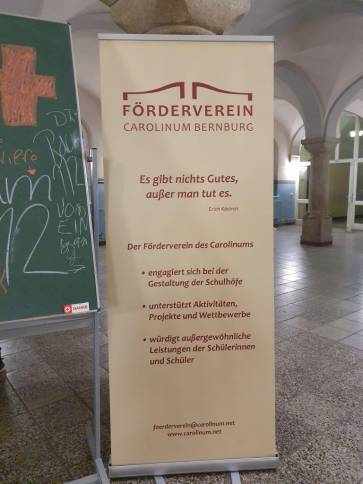 FÖRDERVEREIN
CAROLINUM BERNBURG
Es gibt nichts Gutes,
außer man tut es.
Erich Kästner
Der Förderverein des Carolinums
• engagiert sich bei der
Gestaltung der Schulhöfe
• unterstützt Aktivitäten,
Projekte und Wettbewerbe
• würdigt außergewöhnliche
Leistungen der Schülerinnen
und Schüler
foerderverein@carolinum.net
www.carolinum.net
12